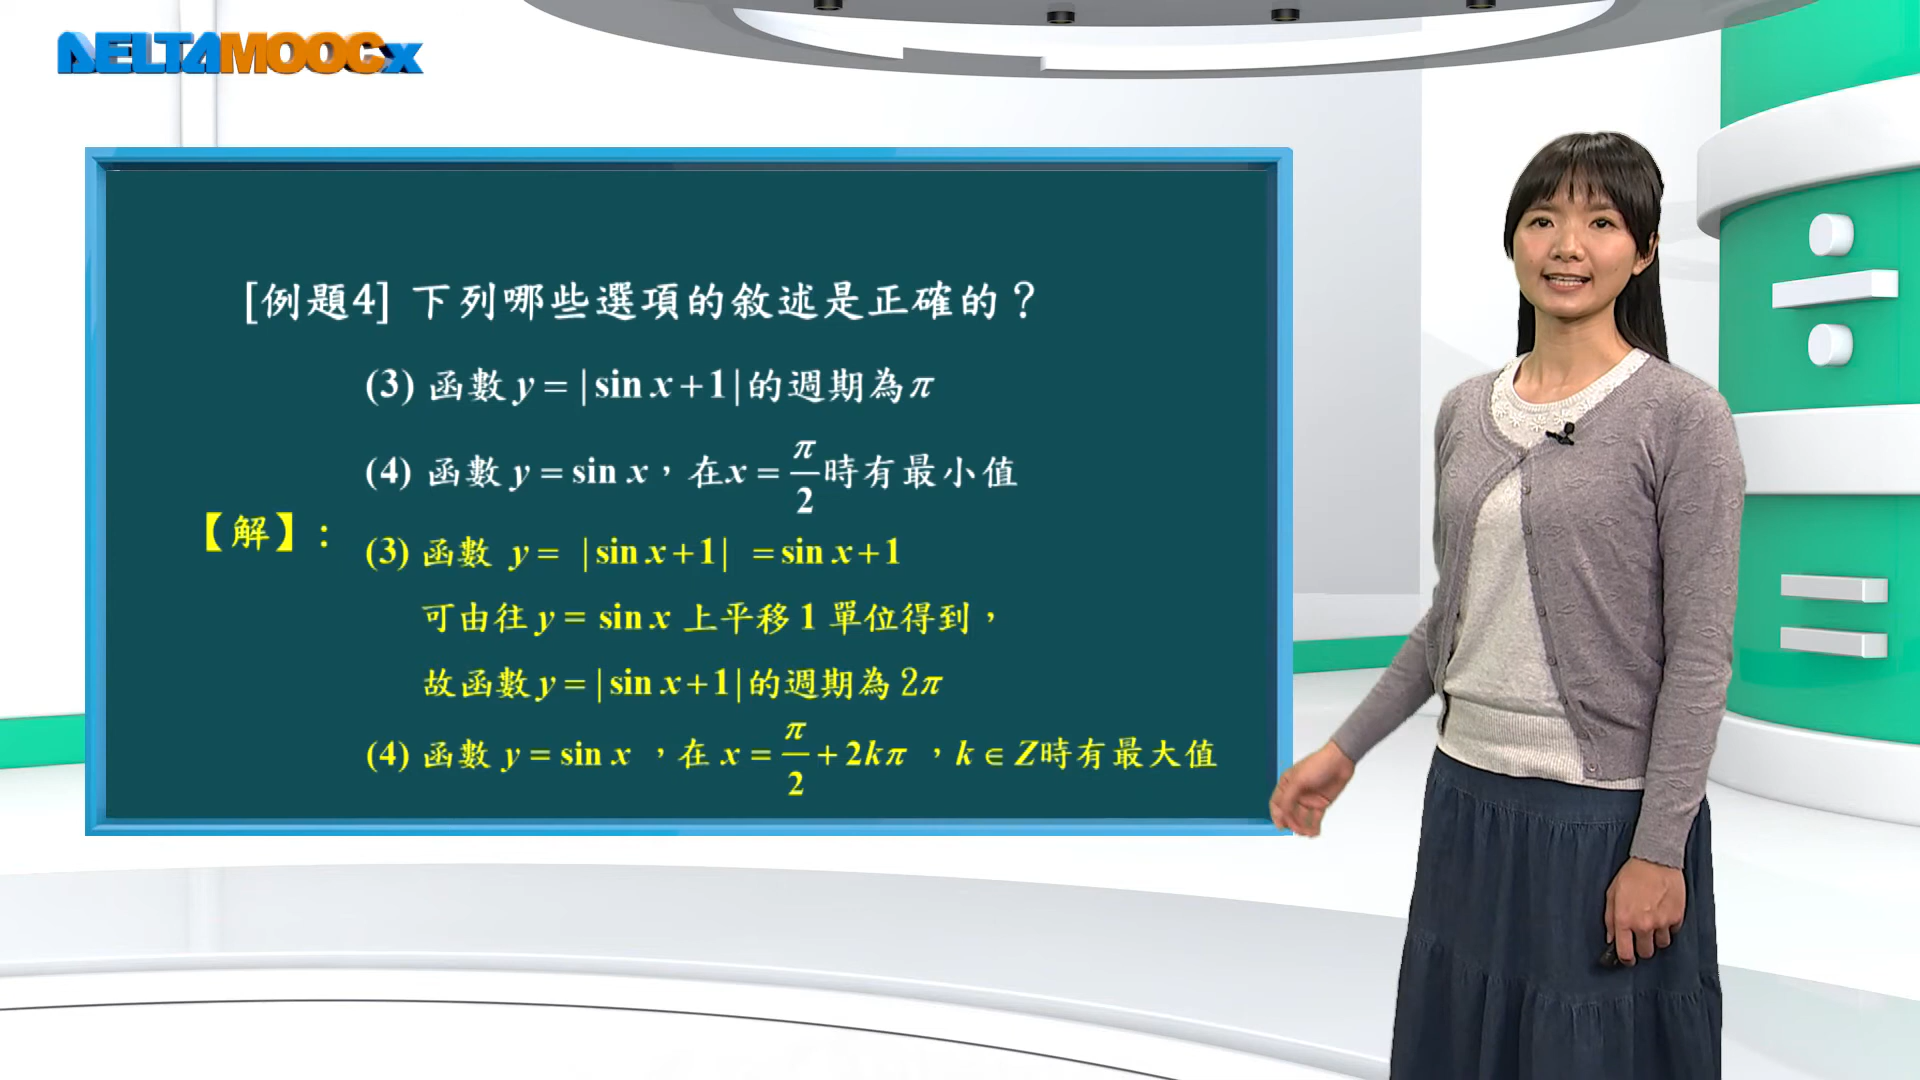 DELTAMOOCx
[例題4] 下列哪些選項的敘述是正確的？
(3) 函數 y = |sin x+1| 的週期為π
(4) 函數 y = sin x，在x = π/2 時有最小值
【解】：
(3) 函數 y = |sin x+1| = sin x+1
可由往 y = sin x 上平移 1 單位得到，
故函數 y = |sin x+1| 的週期為 2π
(4) 函數 y = sin x ，在 x = π/2 + 2kπ ，k ∈ Z時有最大值